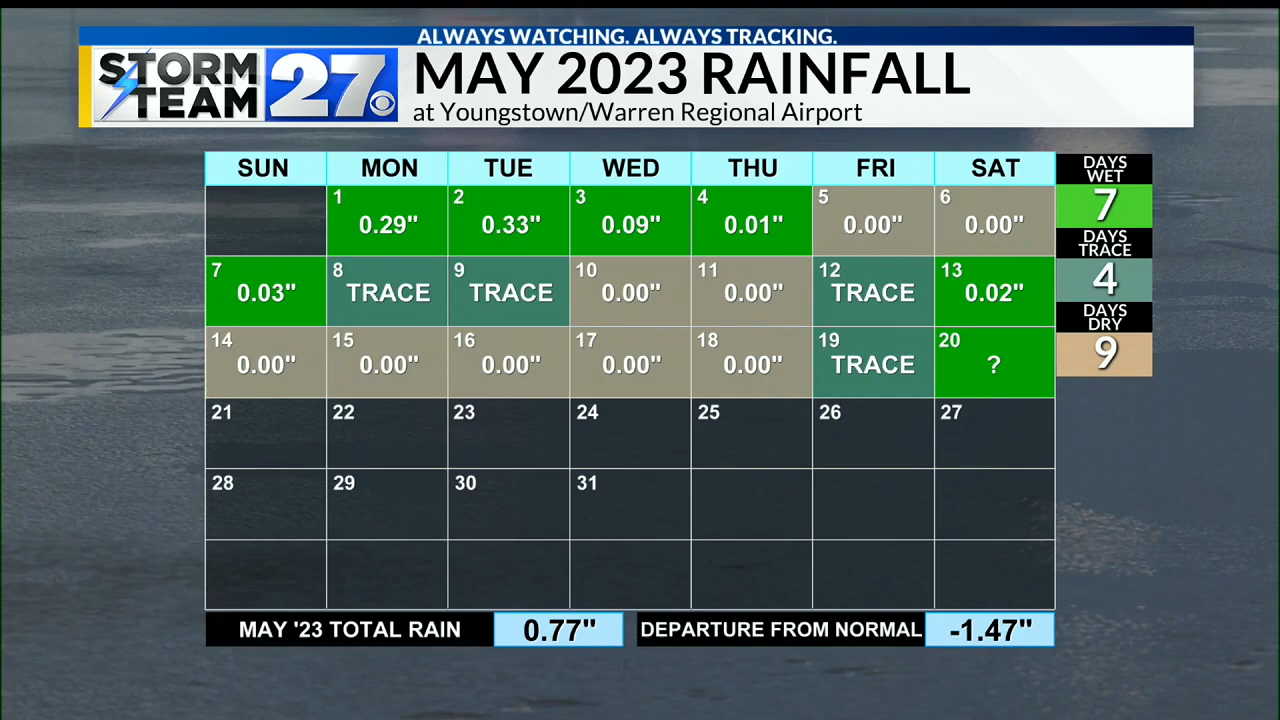 ALWAYS WATCHING. ALWAYS TRACKING.
STORM TEAM 27
MAY 2023 RAINFALL
at Youngstown/Warren Regional Airport
SUN MON TUE WED THU FRI SAT
1 2 3 4 5 6
0.29" 0.33" 0.09" 0.01" 0.00" 0.00"
7 8 9 10 11 12 13
0.03" TRACE TRACE 0.00" 0.00" TRACE 0.02"
14 15 16 17 18 19 20
0.00" 0.00" 0.00" 0.00" 0.00" TRACE ?
21 22 23 24 25 26 27
28 29 30 31
DAYS WET
7
DAYS TRACE
4
DAYS DRY
9
MAY '23 TOTAL RAIN 0.77" DEPARTURE FROM NORMAL -1.47"